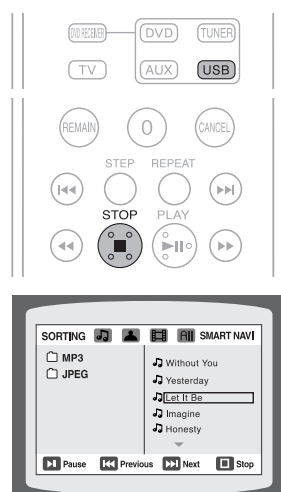 DVD RECEIVER DVD TUNER
TV AUX USB
REMAIN 0 CANCEL
STEP REPEAT
STOP PLAY
SORTING All SMART NAVI
MP3
JPEG
Without You
Yesterday
Let It Be
Imagine
Honesty
Pause Previous Next Stop